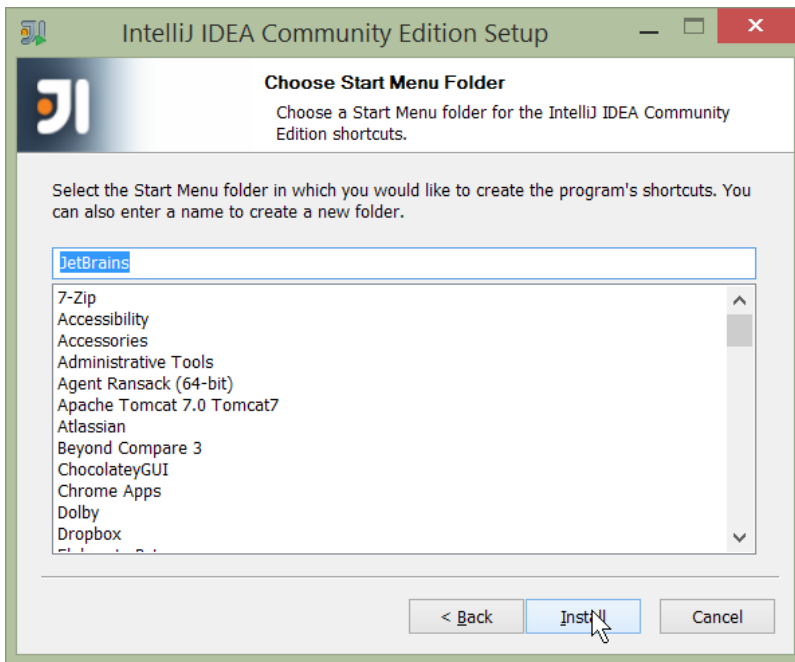 IntelliJ IDEA Community Edition Setup
Choose Start Menu Folder
Choose a Start Menu folder for the IntelliJ IDEA Community
Edition shortcuts.
Select the Start Menu folder in which you would like to create the program's shortcuts. You
can also enter a name to create a new folder.
JetBrains
7-Zip
Accessibility
Accessories
Administrative Tools
Agent Ransack (64-bit)
Apache Tomcat 7.0 Tomcat7
Atlassian
Beyond Compare 3
ChocolateyGUI
Chrome Apps
Dolby
Dropbox
< Back
Install
Cancel